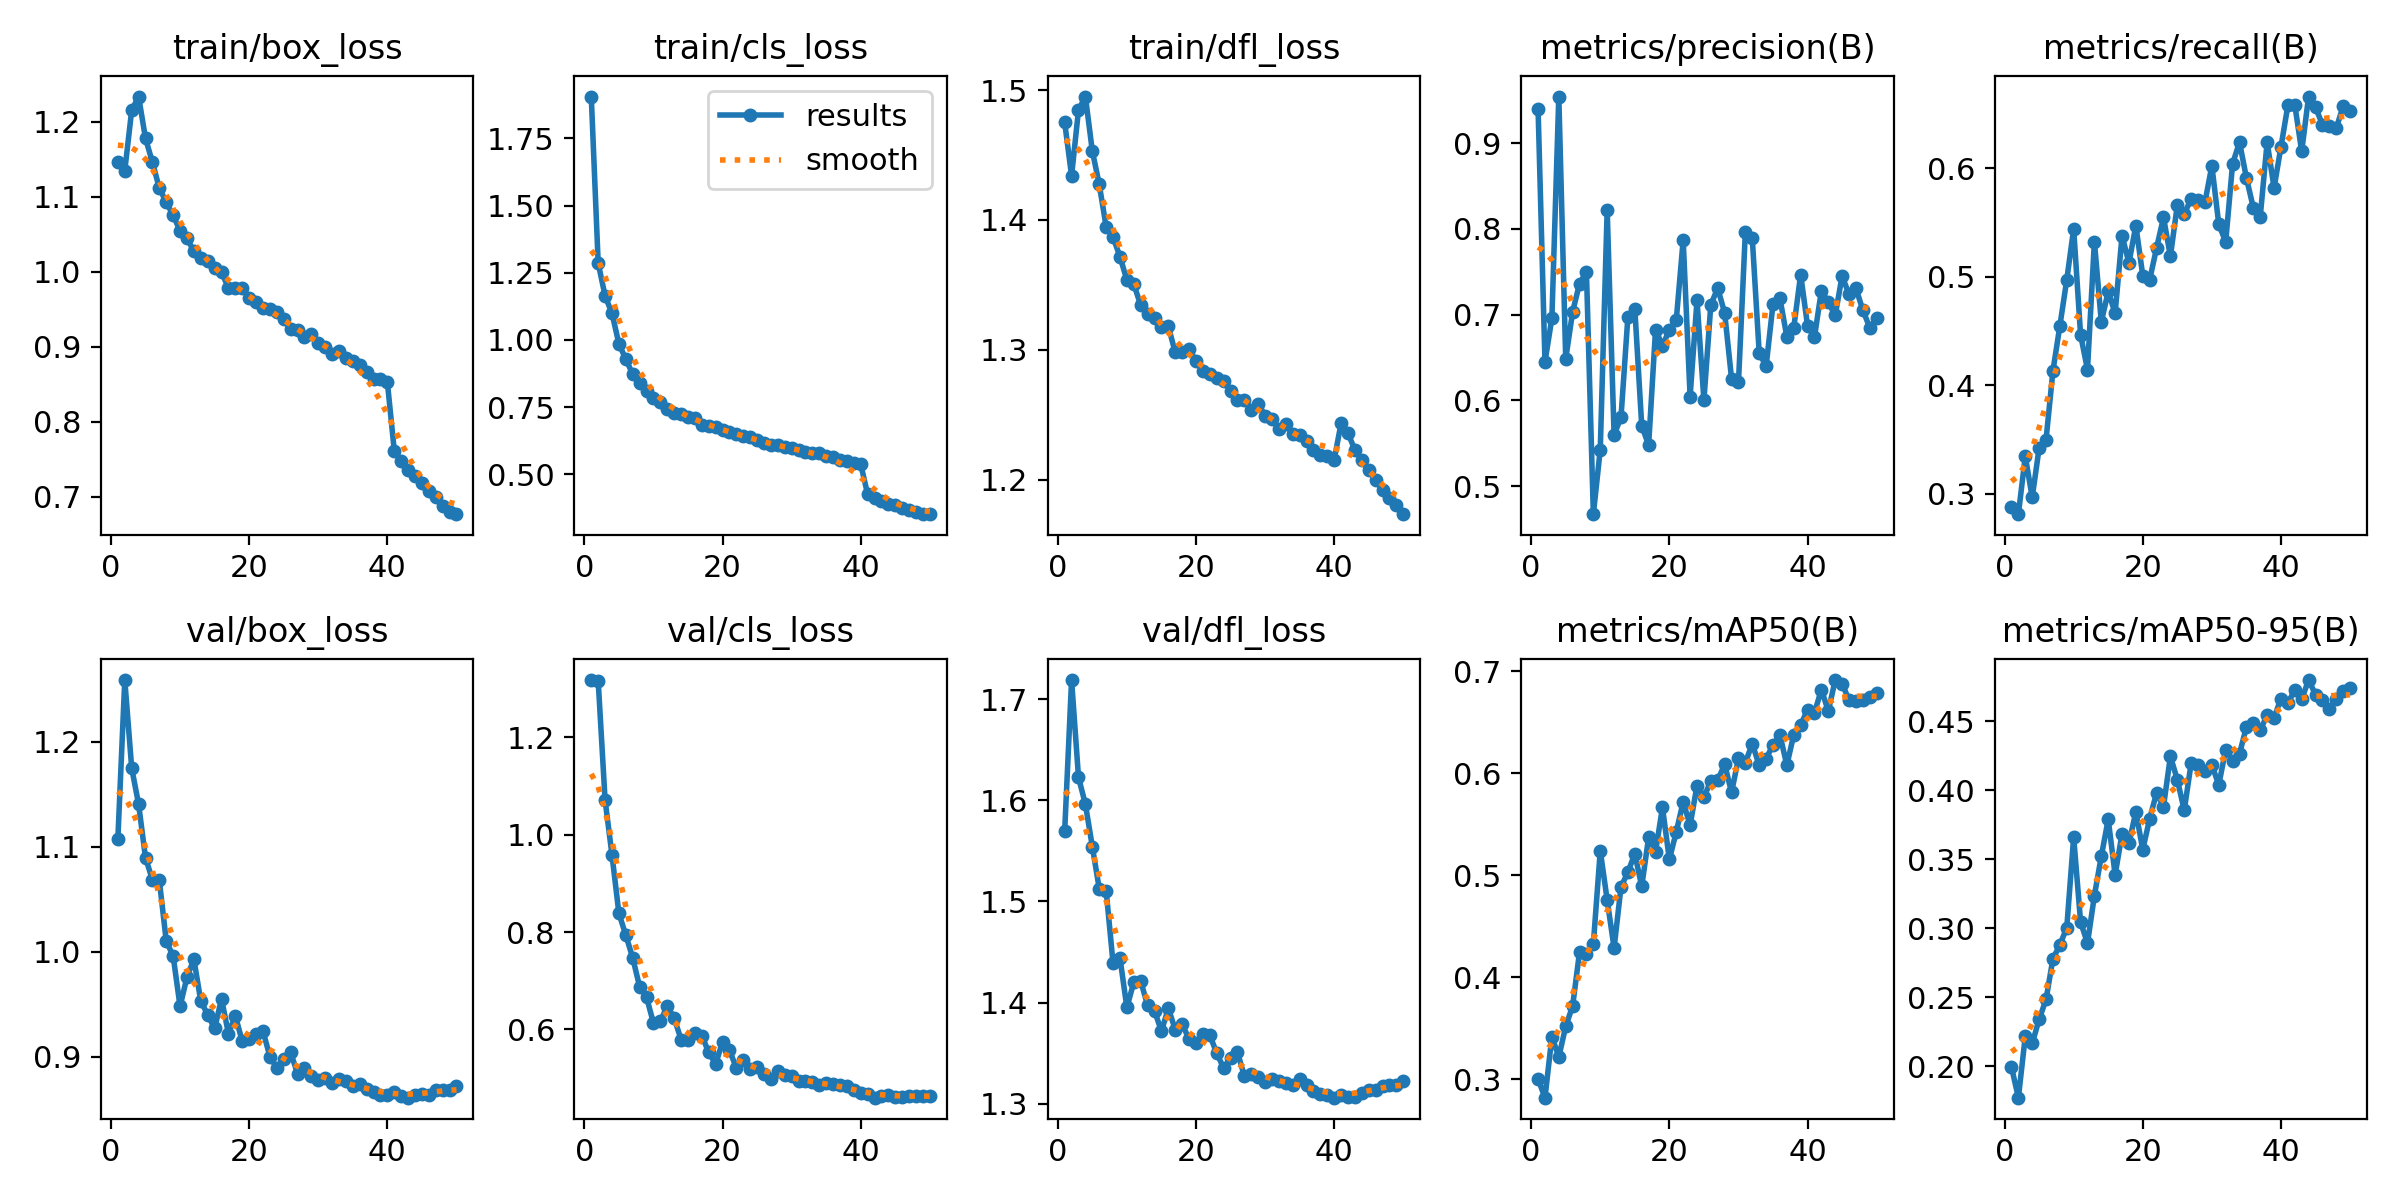 train/box_loss
train/cls_loss
train/dfl_loss
metrics/precision(B)
metrics/recall(B)
1.2
1.1
1.0
0.9
0.8
0.7
0 20 40
results
smooth
1.75
1.50
1.25
1.00
0.75
0.50
0 20 40
1.5
1.4
1.3
1.2
0 20 40
0.9
0.8
0.7
0.6
0.5
0 20 40
0.6
0.5
0.4
0.3
0 20 40
val/box_loss
val/cls_loss
val/dfl_loss
metrics/mAP50(B)
metrics/mAP50-95(B)
1.2
1.1
1.0
0.9
0 20 40
1.2
1.0
0.8
0.6
0 20 40
1.7
1.6
1.5
1.4
1.3
0 20 40
0.7
0.6
0.5
0.4
0.3
0 20 40
0.45
0.40
0.35
0.30
0.25
0.20
0 20 40